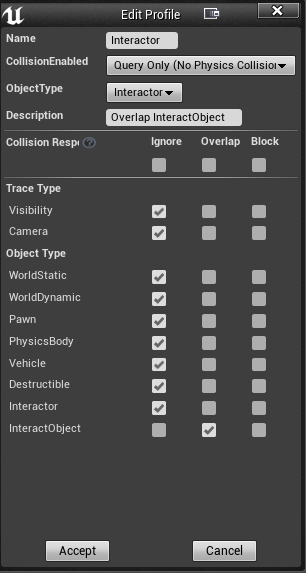 Edit Profile
Name Interactor
CollisionEnabled Query Only (No Physics Collision
ObjectType Interactor
Description Overlap InteractObject
Collision Respo Ignore Overlap Block
Trace Type
Visibility
Camera
Object Type
WorldStatic
WorldDynamic
Pawn
PhysicsBody
Vehicle
Destructible
Interactor
InteractObject
Accept Cancel